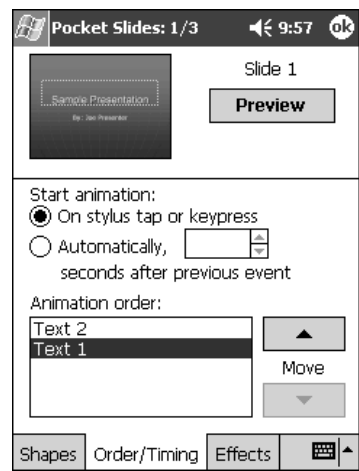 Pocket Slides: 1/3 9:57 ok
Slide 1
Sample Presentation
Preview
By: Jan Presenter
Start animation:
On stylus tap or keypress
Automatically,
seconds after previous event
Animation order:
Text 2
Text 1
Move
Shapes Order/Timing Effects